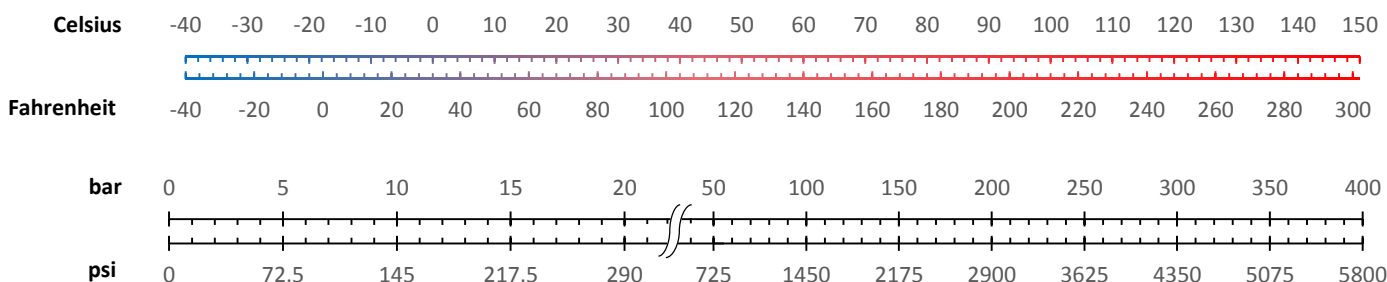 Celsius -40 -30 -20 -10 0 10 20 30 40 50 60 70 80 90 100 110 120 130 140 150
Fahrenheit -40 -20 0 20 40 60 80 100 120 140 160 180 200 220 240 260 280 300
bar 0 5 10 15 20 50 100 150 200 250 300 350 400
psi 0 72.5 145 217.5 290 725 1450 2175 2900 3625 4350 5075 5800